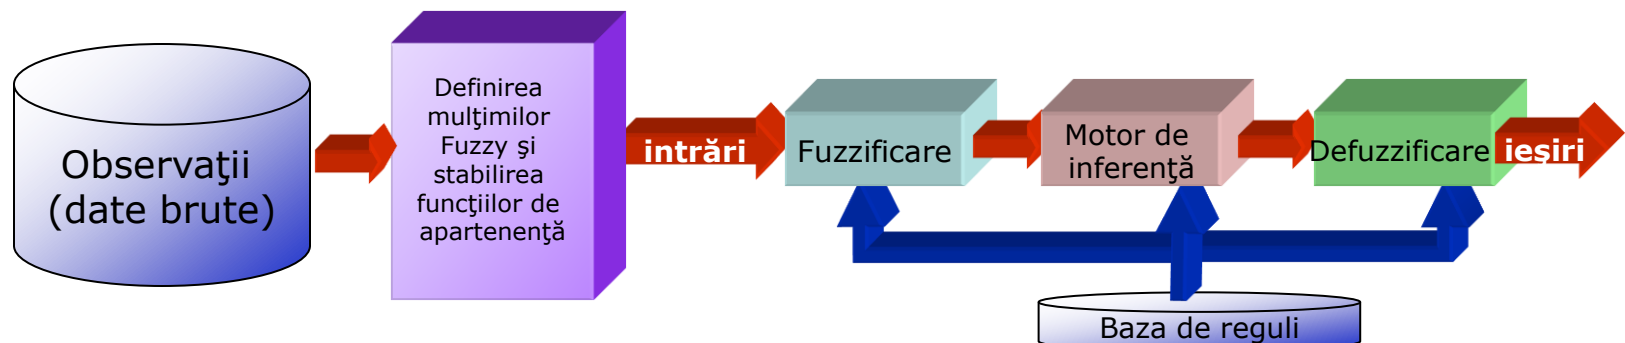 Observaţii
(date brute)
Definirea
mulţimilor
Fuzzy şi
stabilirea
funcţiilor de
apartenenţă
intrări
Fuzzificare
Motor de
inferenţă
Defuzzificare
ieşiri
Baza de reguli